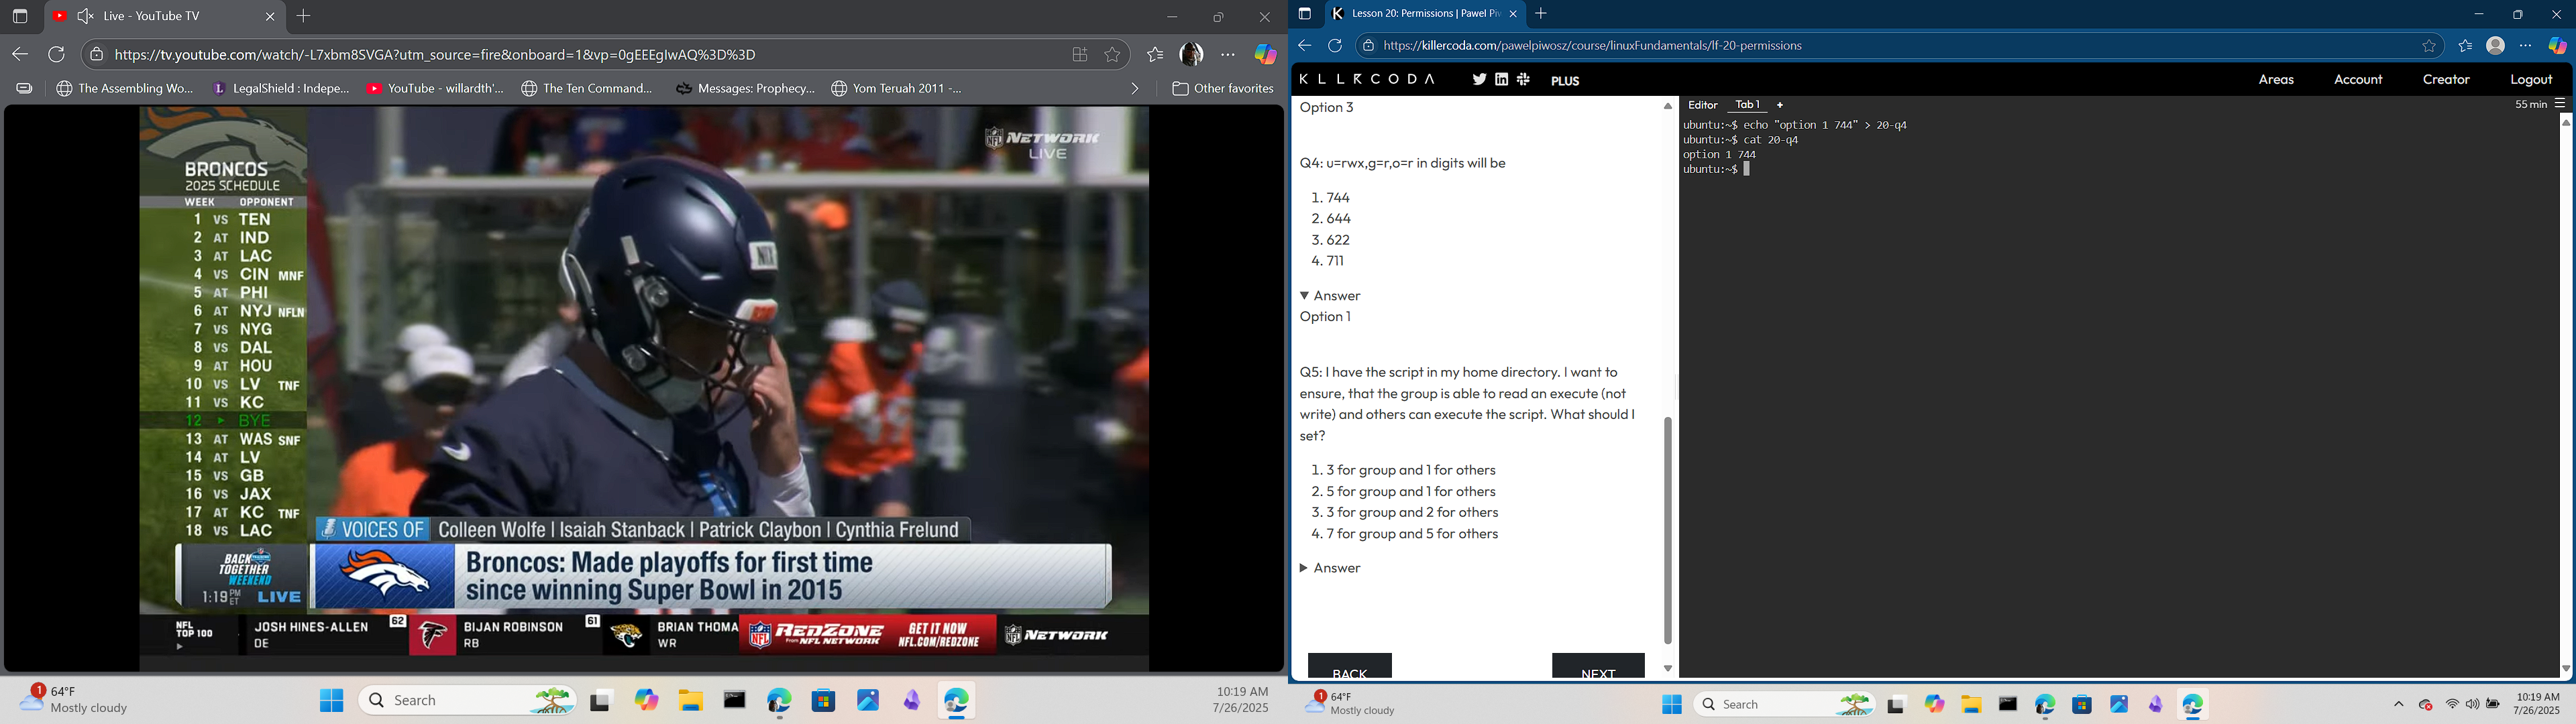 Live - YouTube TV
https://tv.youtube.com/watch/-L7xbm8SVGA?utm_source=fire&onboard=1&vp=0gEEEgIwAQ%3D%3D
The Assembling Wo...
LegalShield : Indepe...
YouTube - willardth'...
The Ten Command...
Messages: Prophecy...
Yom Teruah 2011 -...
Other favorites
BRONCOS
2025 SCHEDULE
WEEK OPPONENT
1 VS TEN
2 AT IND
3 AT LAC
4 VS CIN MNF
5 AT PHI
6 AT NYJ NFLN
7 VS NYG
8 VS DAL
9 AT HOU
10 VS LV TNF
11 VS KC
12 BYE
13 AT WAS SNF
14 AT LV
15 VS GB
16 VS JAX
17 AT KC TNF
18 VS LAC
NFL NETWORK
LIVE
NIX
VOICES OF Colleen Wolfe | Isaiah Stanback | Patrick Claybon | Cynthia Frelund
BACK TOGETHER WEEKEND
1:19 PM ET LIVE
Broncos: Made playoffs for first time
since winning Super Bowl in 2015
NFL TOP 100
JOSH HINES-ALLEN
DE
62
BIJAN ROBINSON
RB
61
BRIAN THOMA
WR
NFL REDZONE
FROM NFL NETWORK
GET IT NOW
NFL.COM/REDZONE
NFL NETWORK
1
64°F
Mostly cloudy
Search
10:19 AM
7/26/2025
Lesson 20: Permissions | Pawel Piv
https://killercoda.com/pawelpiwosz/course/linuxFundamentals/lf-20-permissions
KLLRCODA
PLUS
Areas
Account
Creator
Logout
Option 3
Q4: u=rwx,g=r,o=r in digits will be
1. 744
2. 644
3. 622
4. 711
Answer
Option 1
Q5: I have the script in my home directory. I want to
ensure, that the group is able to read an execute (not
write) and others can execute the script. What should I
set?
1. 3 for group and 1 for others
2. 5 for group and 1 for others
3. 3 for group and 2 for others
4. 7 for group and 5 for others
Answer
BACK
NEXT
Editor
Tab 1
+
55 min
ubuntu:~$ echo "option 1 744" > 20-q4
ubuntu:~$ cat 20-q4
option 1 744
ubuntu:~$
1
64°F
Mostly cloudy
Search
10:19 AM
7/26/2025